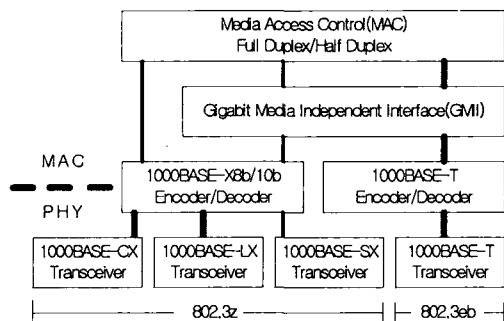 Media Access Control(MAC)
Full Duplex/Half Duplex
Gigabit Media Independent Interface(GMII)
MAC
PHY
1000BASE-X8b/10b
Encoder/Decoder
1000BASE-T
Encoder/Decoder
1000BASE-CX
Transceiver
1000BASE-LX
Transceiver
1000BASE-SX
Transceiver
1000BASE-T
Transceiver
802.3z
802.3eb